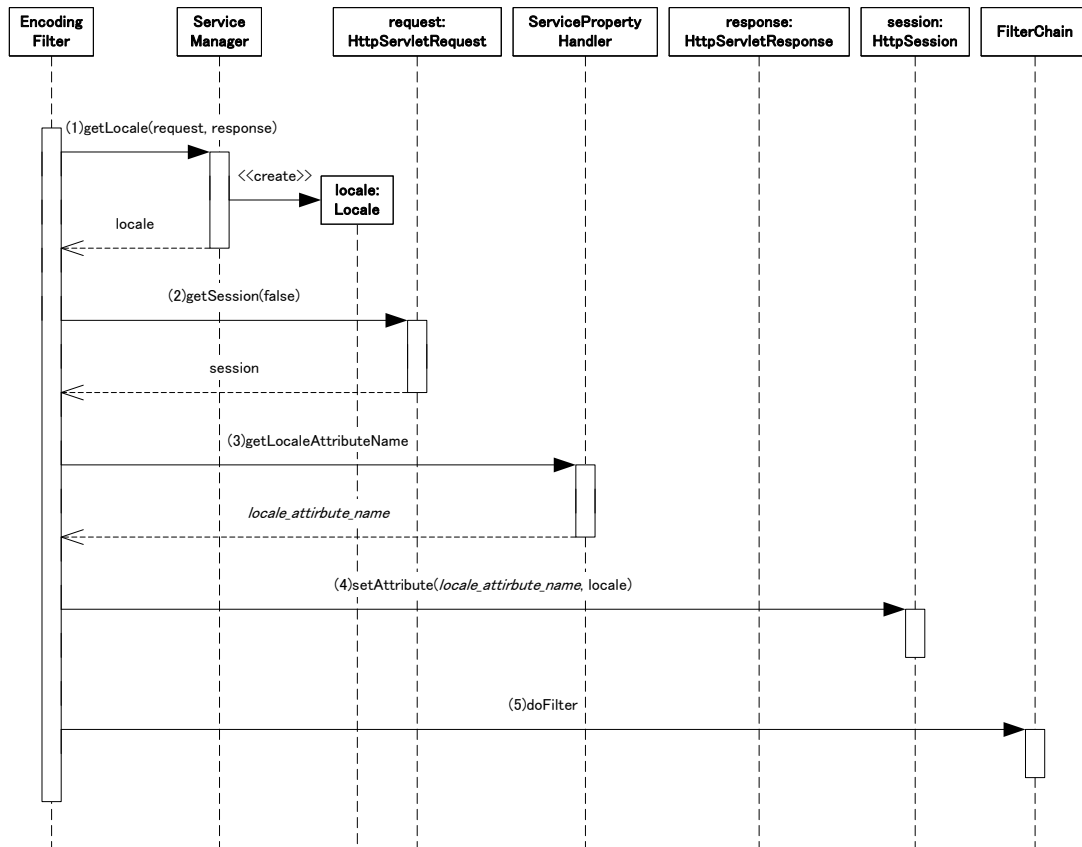 Encoding
Filter
Service
Manager
request:
HttpServletRequest
ServiceProperty
Handler
response:
HttpServletResponse
session:
HttpSession
FilterChain
(1)getLocale(request, response)
<<create>>
locale:
Locale
locale
(2)getSession(false)
session
(3)getLocaleAttributeName
locale_attirbute_name
(4)setAttribute(locale_attirbute_name, locale)
(5)doFilter